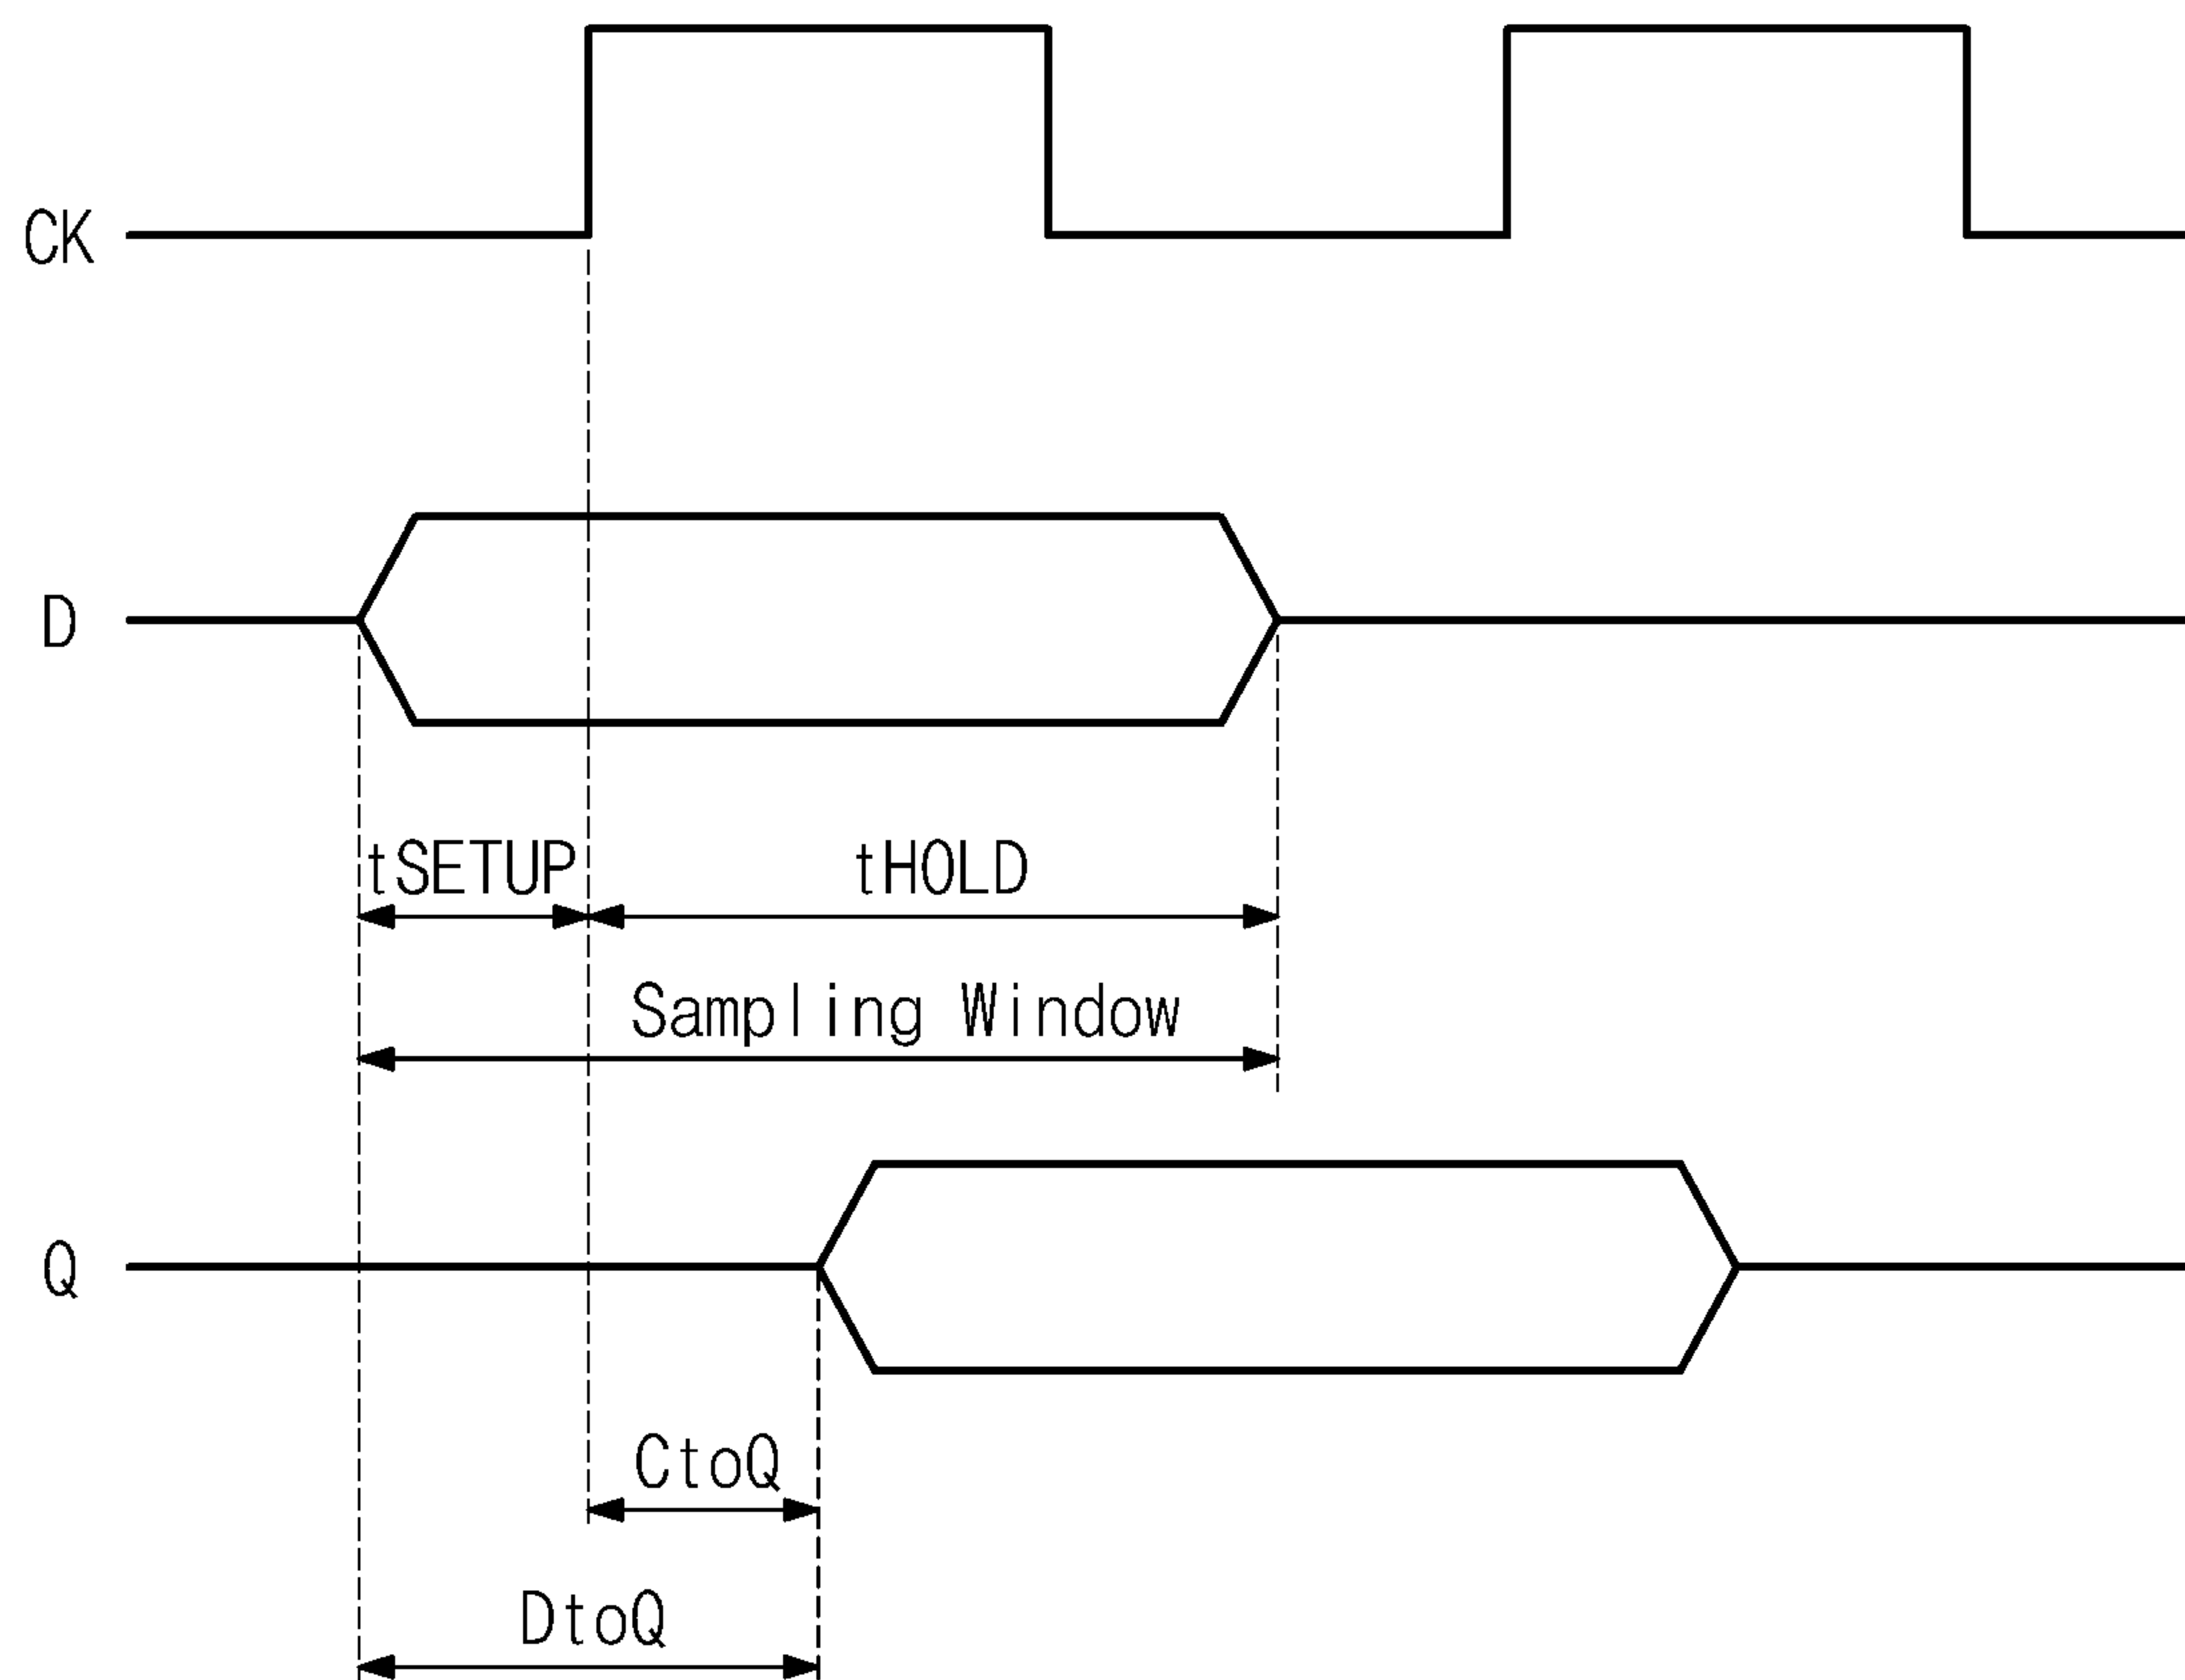 CK
D
tSETUP
tHOLD
Sampling Window
Q
CtoQ
DtoQ